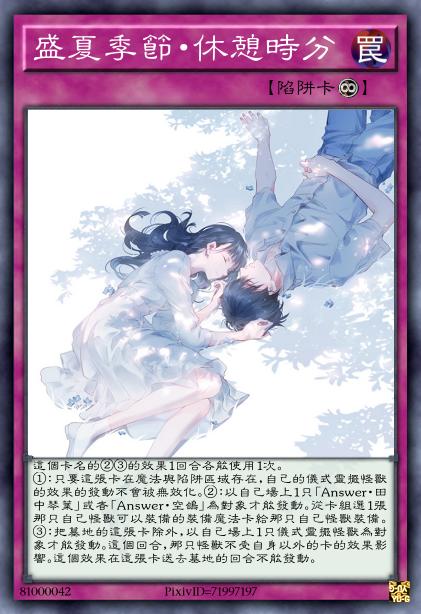 盛夏季節・休憩時分 罠
【陷阱卡】
這個卡名的②③的效果1回合各能使用1次。
①：只要這張卡在魔法與陷阱區域存在，自己的儀式靈擺怪獸
的效果的發動不會被無效化。②：以自己場上1只「Answer・田
中琴葉」或者「Answer・空鶴」為對象才能發動。從卡組選1張
那只自己怪獸可以裝備的裝備魔法卡給那只自己怪獸裝備。
③：把墓地的這張卡除外，以自己場上1只儀式靈擺怪獸為對
象才能發動。這個回合，那只怪獸不受自身以外的卡的效果影
響。這個效果在這張卡送去墓地的回合不能發動。
81000042 PixivID=71997197